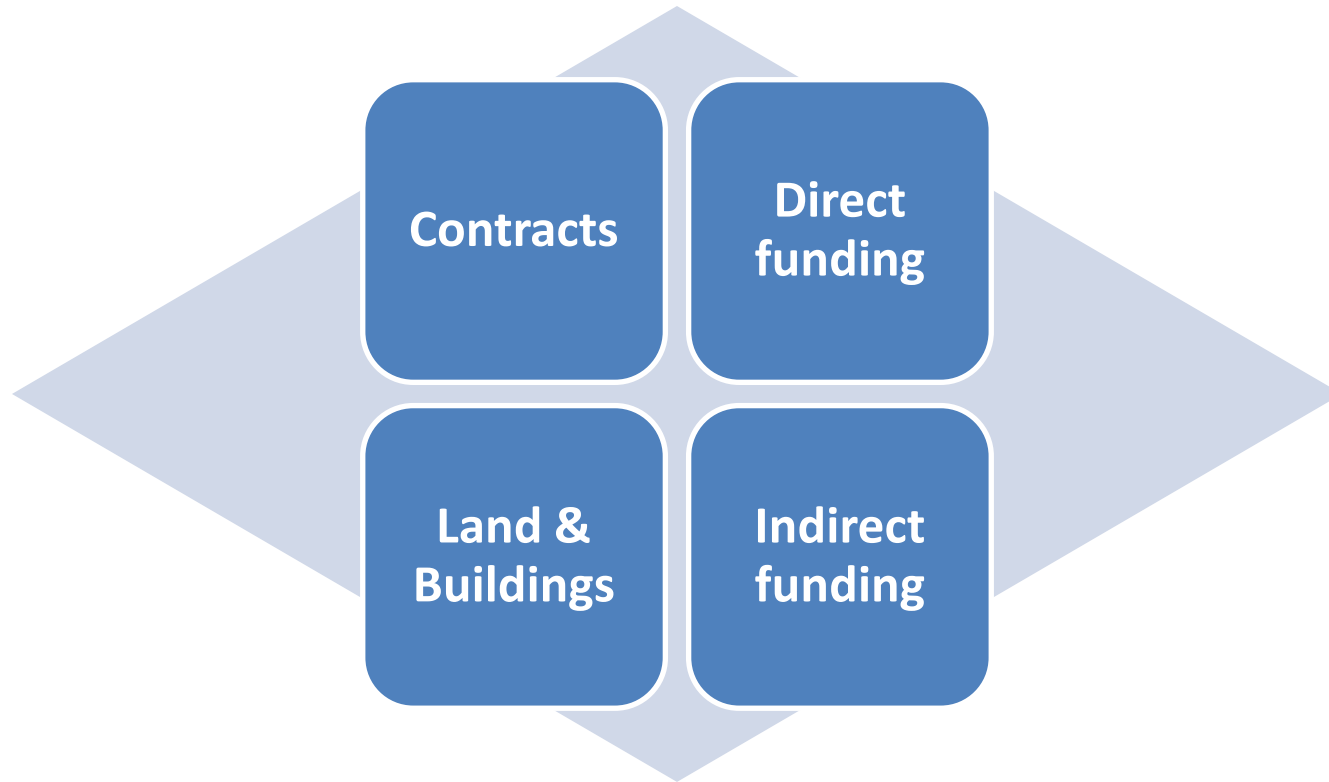 Contracts
Direct
funding
Land &
Buildings
Indirect
funding